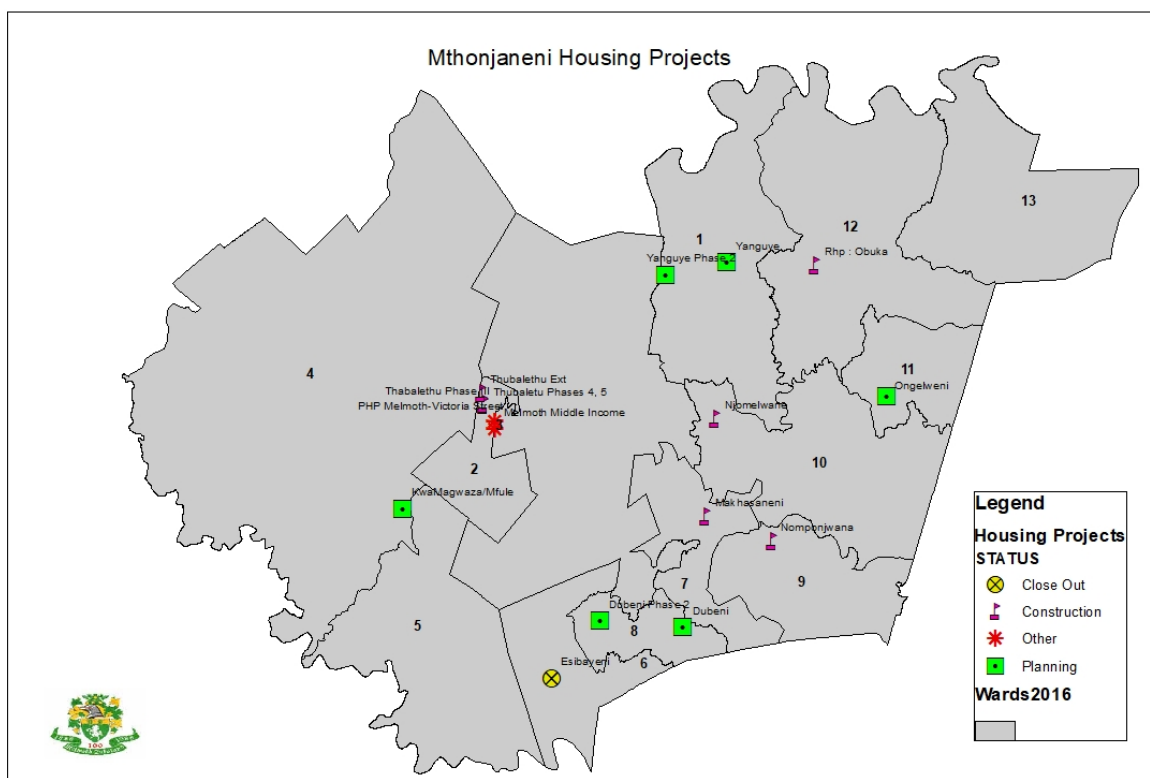 Mthonjaneni Housing Projects
13
12
1
Yanguye
Rhp : Obuka
Yanguye Phase 2
4
11
Thubalethu Ext
Thabalethu Phase III
Thubaletu Phases 4, 5
Ongelweni
PHP Melmoth-Victoria Street
Melmoth Middle Income
Njomelwane
10
2
KwaMagwaza/Mfule
Makhasaneni
Nomponjwana
7
9
Dubeni Phase 2
Dubeni
5
8
6
Esibayeni
Legend
Housing Projects
STATUS
Close Out
Construction
Other
Planning
Wards2016
100